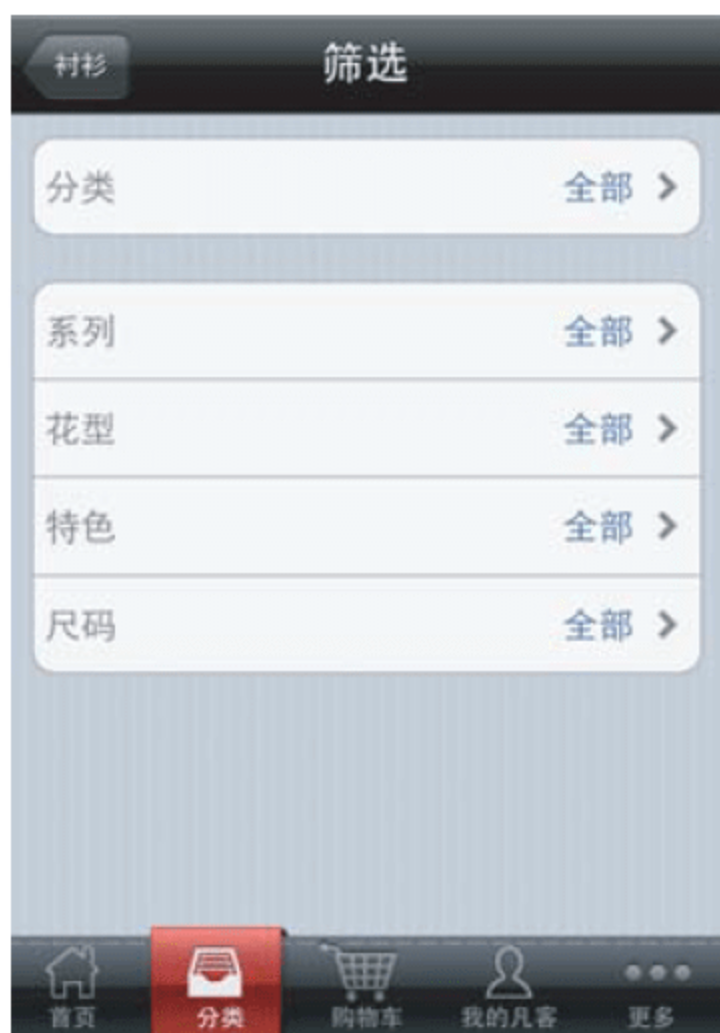 衬衫
筛选
分类 全部
系列 全部
花型 全部
特色 全部
尺码 全部
首页 分类 购物车 我的凡客 更多